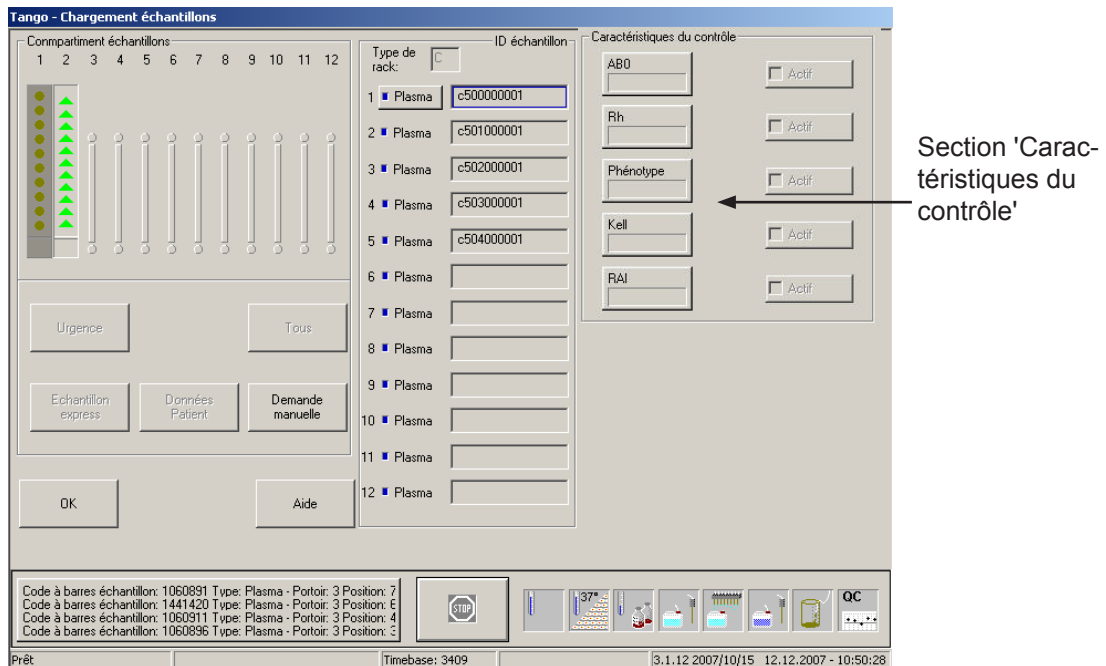 Tango - Chargement échantillons
Conmpartiment échantillons
1 2 3 4 5 6 7 8 9 10 11 12
Urgence
Tous
Echantillon
express
Données
Patient
Demande
manuelle
OK
Aide
ID échantillon
Type de
rack:
C
1 Plasma c500000001
2 Plasma c501000001
3 Plasma c502000001
4 Plasma c503000001
5 Plasma c504000001
6 Plasma
7 Plasma
8 Plasma
9 Plasma
10 Plasma
11 Plasma
12 Plasma
Caractéristiques du contrôle
AB0
Actif
Rh
Actif
Phénotype
Actif
Kell
Actif
RAI
Actif
Section 'Carac-
téristiques du
contrôle'
Code à barres échantillon: 1060891 Type: Plasma - Portoir: 3 Position: 7
Code à barres échantillon: 1441420 Type: Plasma - Portoir: 3 Position:
Code à barres échantillon: 1060911 Type: Plasma - Portoir: 3 Position: 4
Code à barres échantillon: 1060896 Type: Plasma - Portoir: 3 Position:
STOP
37°
QC
Prêt
Timebase: 3409
3.1.12 2007/10/15 12.12.2007 - 10:50:28